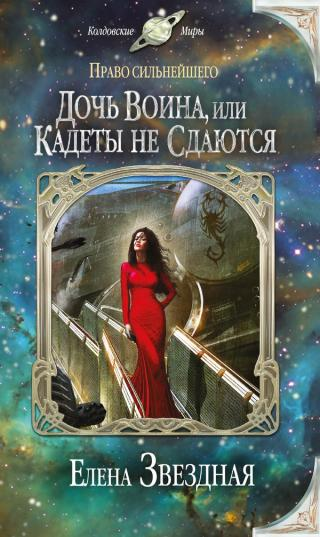 Колдовские Миры
Право сильнейшего
Дочь Воина, или
Кадеты не Сдаются
Елена Звездная